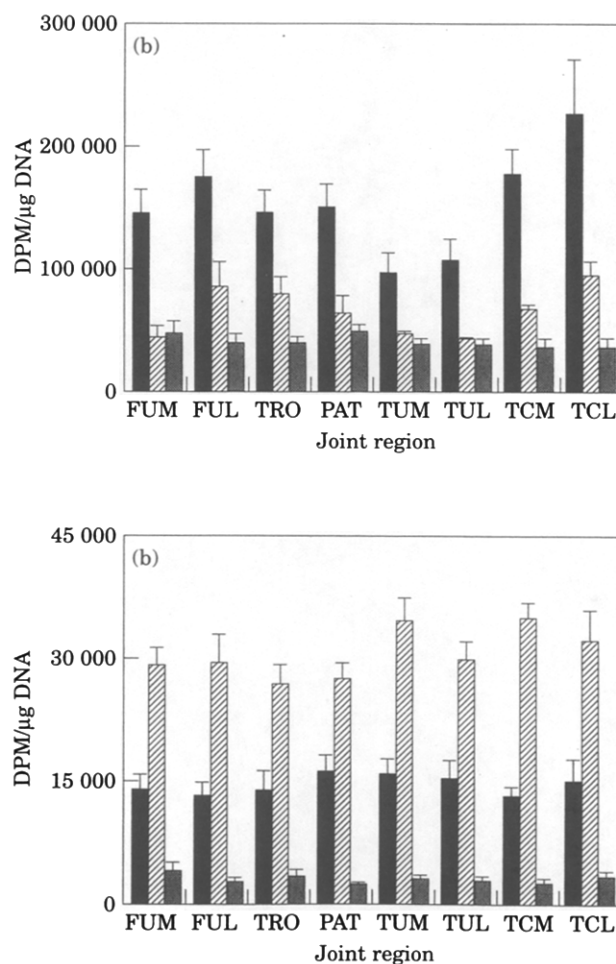 300 000
(b)
200 000
100 000
0
DPM/µg DNA
FUM FUL TRO PAT TUM TUL TCM TCL
Joint region
45 000
(b)
30 000
15 000
0
DPM/µg DNA
FUM FUL TRO PAT TUM TUL TCM TCL
Joint region